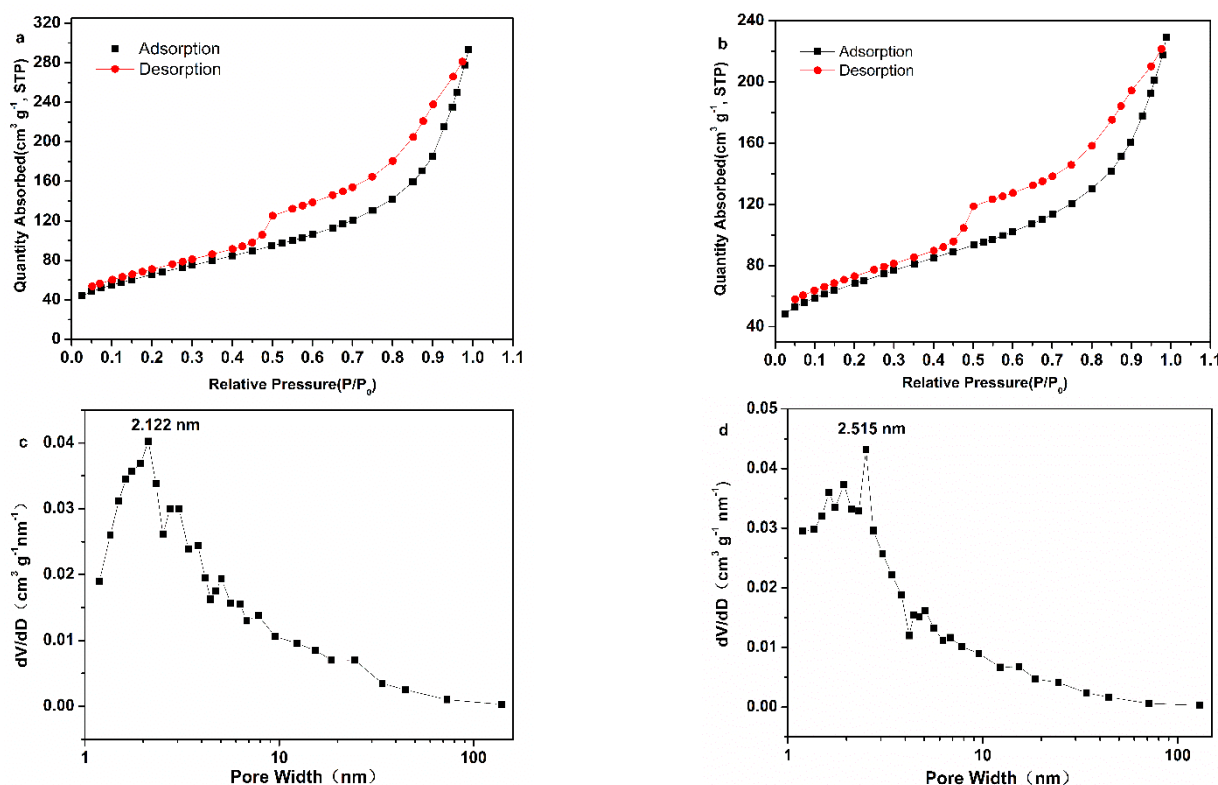 a
Adsorption
Desorption
320
280
240
200
160
120
80
40
0
Quantity Absorbed(cm³ g⁻¹, STP)
0.0 0.1 0.2 0.3 0.4 0.5 0.6 0.7 0.8 0.9 1.0 1.1
Relative Pressure(P/P₀)
b
Adsorption
Desorption
240
200
160
120
80
40
Quantity Absorbed(cm³ g⁻¹, STP)
0.0 0.1 0.2 0.3 0.4 0.5 0.6 0.7 0.8 0.9 1.0 1.1
Relative Pressure(P/P₀)
c
2.122 nm
0.04
0.03
0.02
0.01
0.00
dV/dD（cm³ g⁻¹nm⁻¹）
1 10 100
Pore Width（nm）
d
2.515 nm
0.05
0.04
0.03
0.02
0.01
0.00
dV/dD（cm³ g⁻¹ nm⁻¹）
1 10 100
Pore Width（nm）